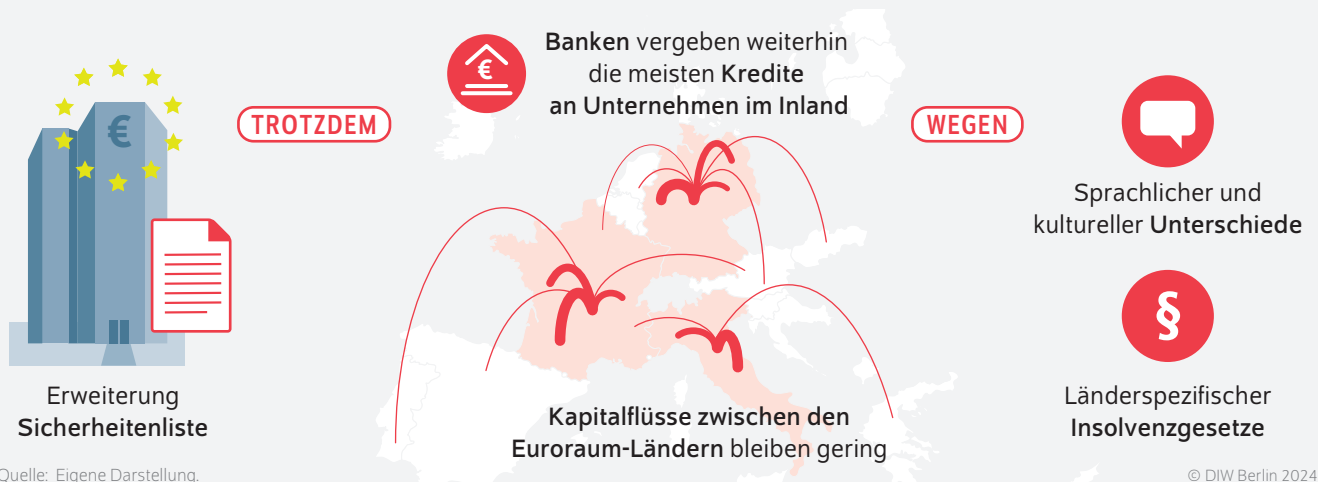 €
Erweiterung
Sicherheitenliste
TROTZDEM
€
Banken vergeben weiterhin
die meisten Kredite
an Unternehmen im Inland
Kapitalflüsse zwischen den
Euroraum-Ländern bleiben gering
WEGEN
Sprachlicher und
kultureller Unterschiede
§
Länderspezifischer
Insolvenzgesetze
Quelle: Eigene Darstellung.
© DIW Berlin 2024